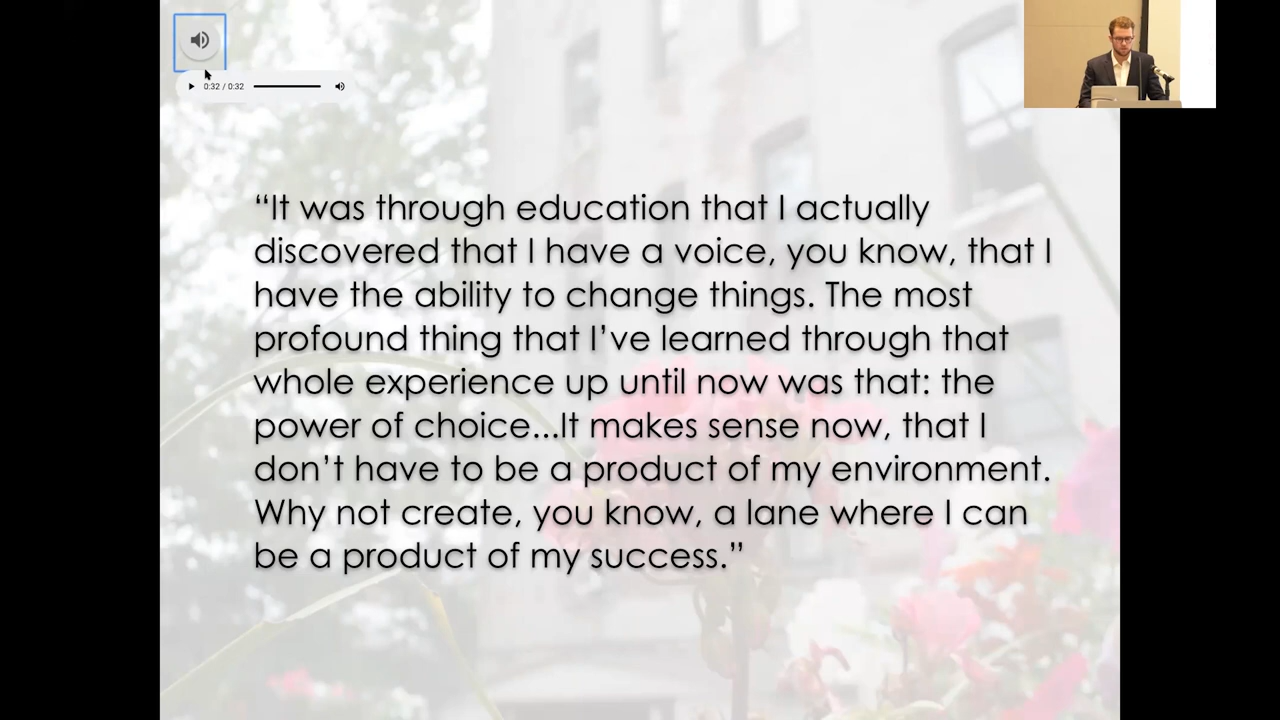 0:32 / 0:32
“It was through education that I actually
discovered that I have a voice, you know, that I
have the ability to change things. The most
profound thing that I’ve learned through that
whole experience up until now was that: the
power of choice...It makes sense now, that I
don’t have to be a product of my environment.
Why not create, you know, a lane where I can
be a product of my success.”